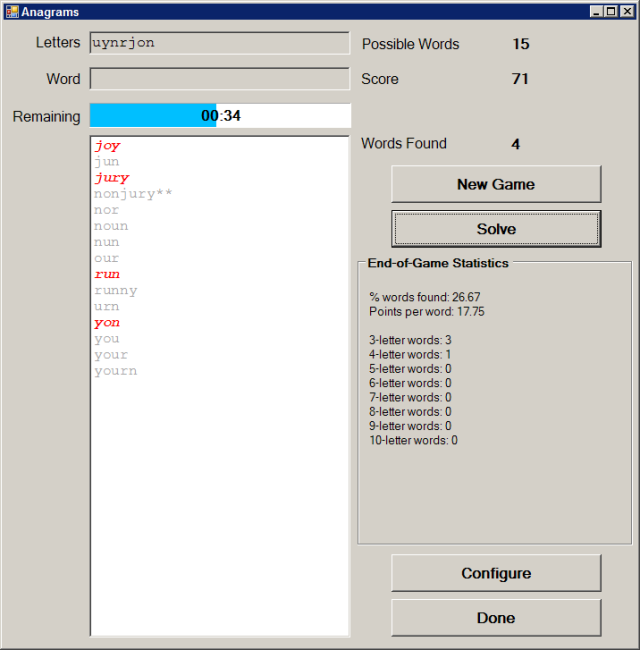 Anagrams
Letters uynrjon Possible Words 15
Word Score 71
Remaining 00:34
Words Found 4
joy
jun
jury
nonjury**
nor
noun
nun
our
run
runny
urn
yon
you
your
yourn
New Game
Solve
End-of-Game Statistics
% words found: 26.67
Points per word: 17.75
3-letter words: 3
4-letter words: 1
5-letter words: 0
6-letter words: 0
7-letter words: 0
8-letter words: 0
9-letter words: 0
10-letter words: 0
Configure
Done